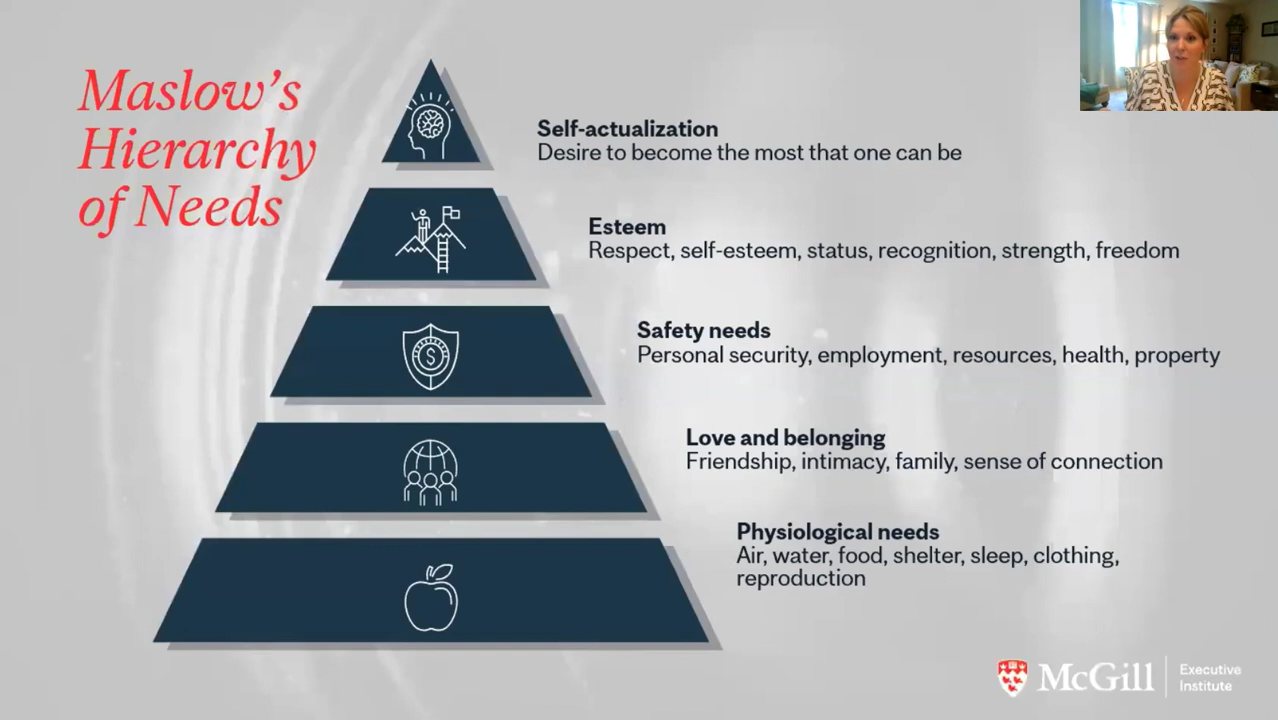 Maslow's
Hierarchy
of Needs
Self-actualization
Desire to become the most that one can be
Esteem
Respect, self-esteem, status, recognition, strength, freedom
Safety needs
Personal security, employment, resources, health, property
$
Love and belonging
Friendship, intimacy, family, sense of connection
Physiological needs
Air, water, food, shelter, sleep, clothing,
reproduction
McGill
Executive
Institute